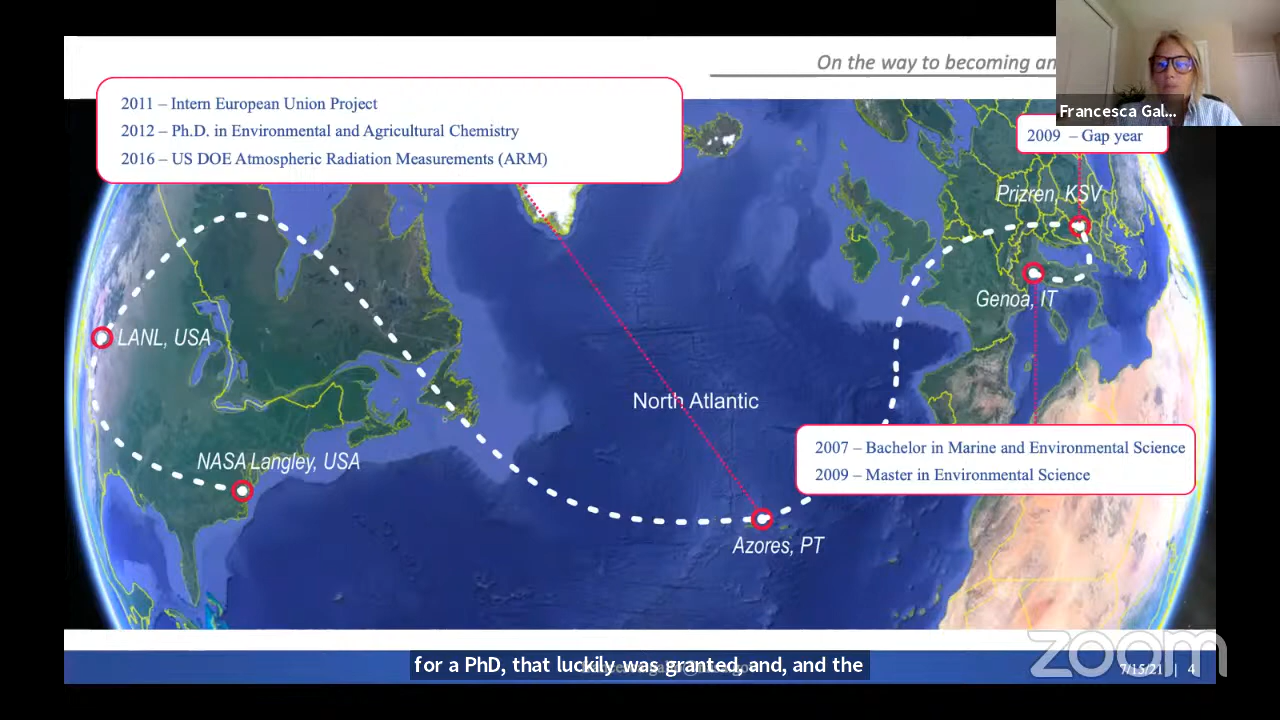 On the way to becoming an
Francesca Gal...
2011 – Intern European Union Project
2012 – Ph.D. in Environmental and Agricultural Chemistry
2016 – US DOE Atmospheric Radiation Measurements (ARM)
2009 – Gap year
Prizren, KSV
Genoa, IT
LANL, USA
North Atlantic
2007 – Bachelor in Marine and Environmental Science
2009 – Master in Environmental Science
NASA Langley, USA
Azores, PT
for a PhD, that luckily was granted, and, and the
7/15/21 | 4
zoom